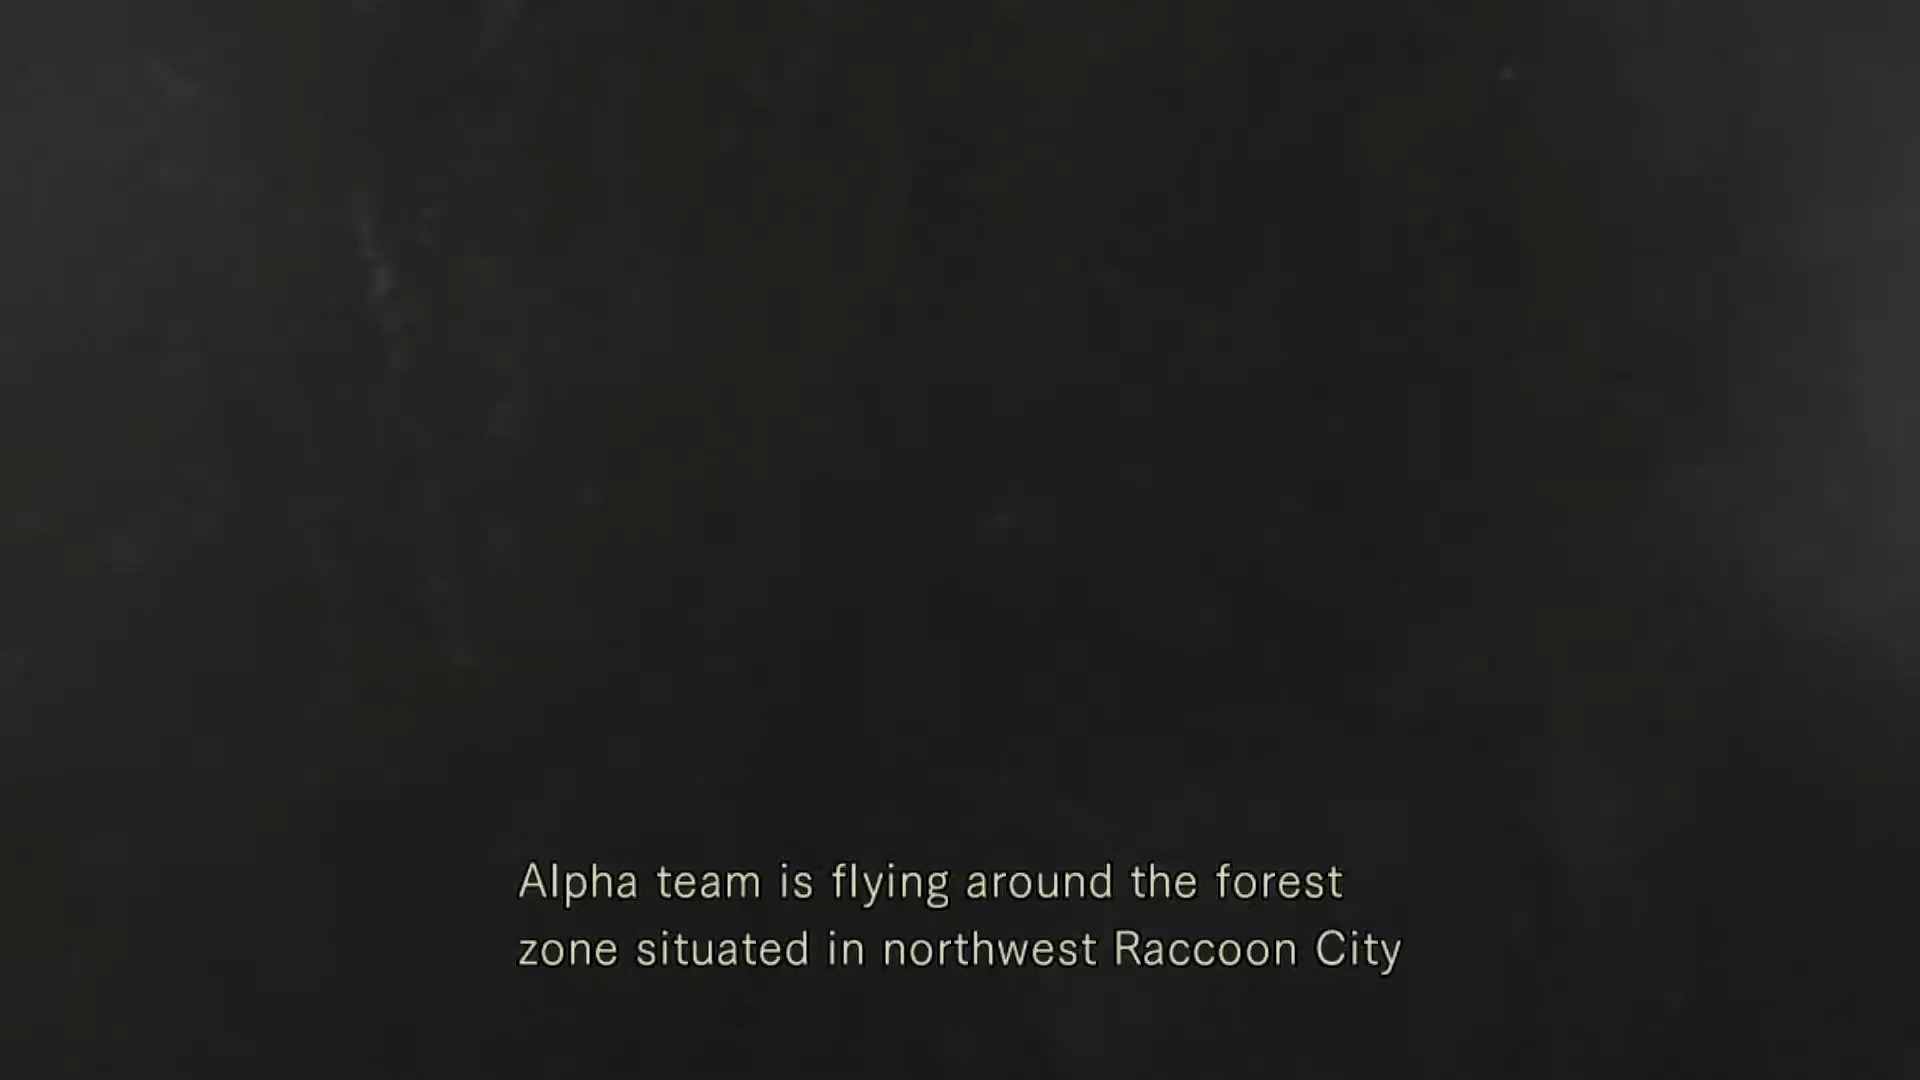 Alpha team is flying around the forest
zone situated in northwest Raccoon City